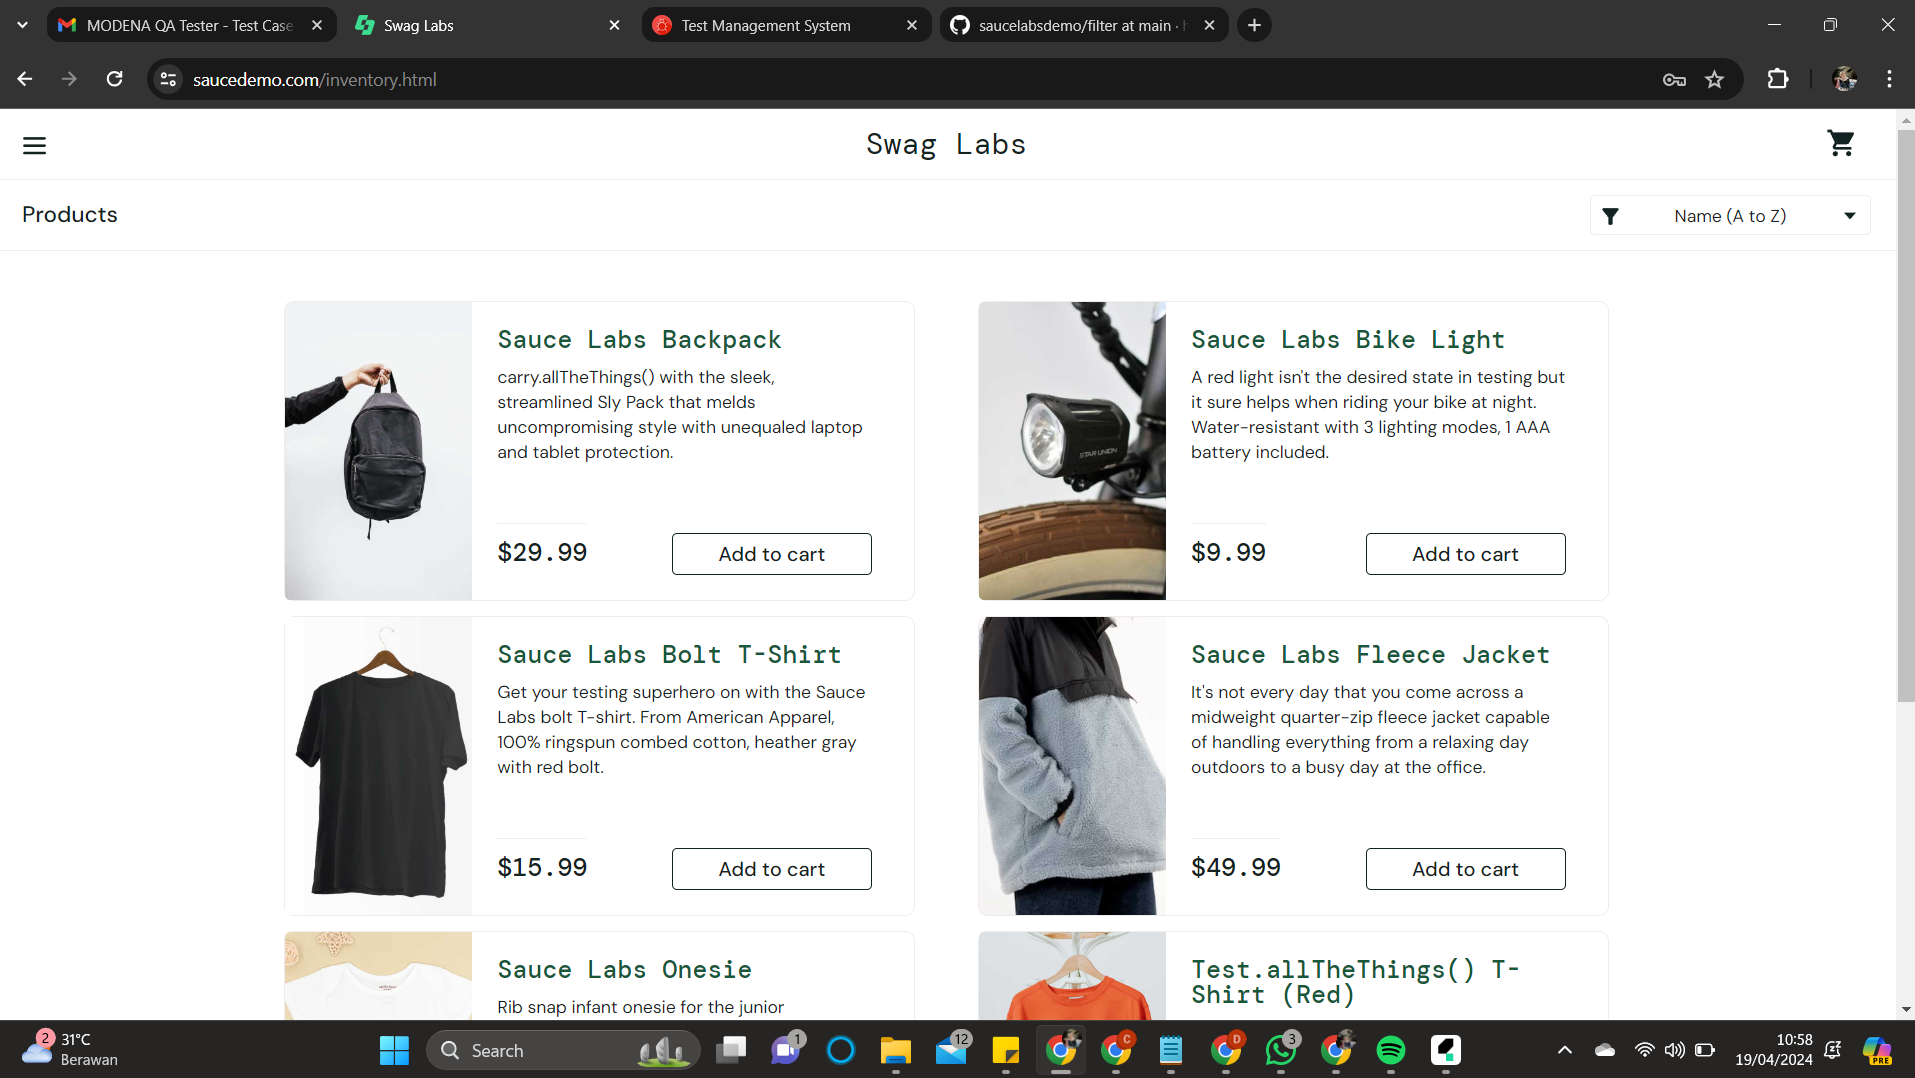 MODENA QA Tester - Test Case
Swag Labs
Test Management System
saucelabsdemo/filter at main ·
saucedemo.com/inventory.html
Swag Labs
Products
Name (A to Z)
Sauce Labs Backpack
carry.allTheThings() with the sleek,
streamlined Sly Pack that melds
uncompromising style with unequaled laptop
and tablet protection.
$29.99
Add to cart
Sauce Labs Bike Light
A red light isn't the desired state in testing but
it sure helps when riding your bike at night.
Water-resistant with 3 lighting modes, 1 AAA
battery included.
STAR UNION
$9.99
Add to cart
Sauce Labs Bolt T-Shirt
Get your testing superhero on with the Sauce
Labs bolt T-shirt. From American Apparel,
100% ringspun combed cotton, heather gray
with red bolt.
$15.99
Add to cart
Sauce Labs Fleece Jacket
It's not every day that you come across a
midweight quarter-zip fleece jacket capable
of handling everything from a relaxing day
outdoors to a busy day at the office.
$49.99
Add to cart
Sauce Labs Onesie
Rib snap infant onesie for the junior
Test.allTheThings() T-
Shirt (Red)
2
31°C
Berawan
Search
1
12
C
D
3
10:58
19/04/2024
PRE